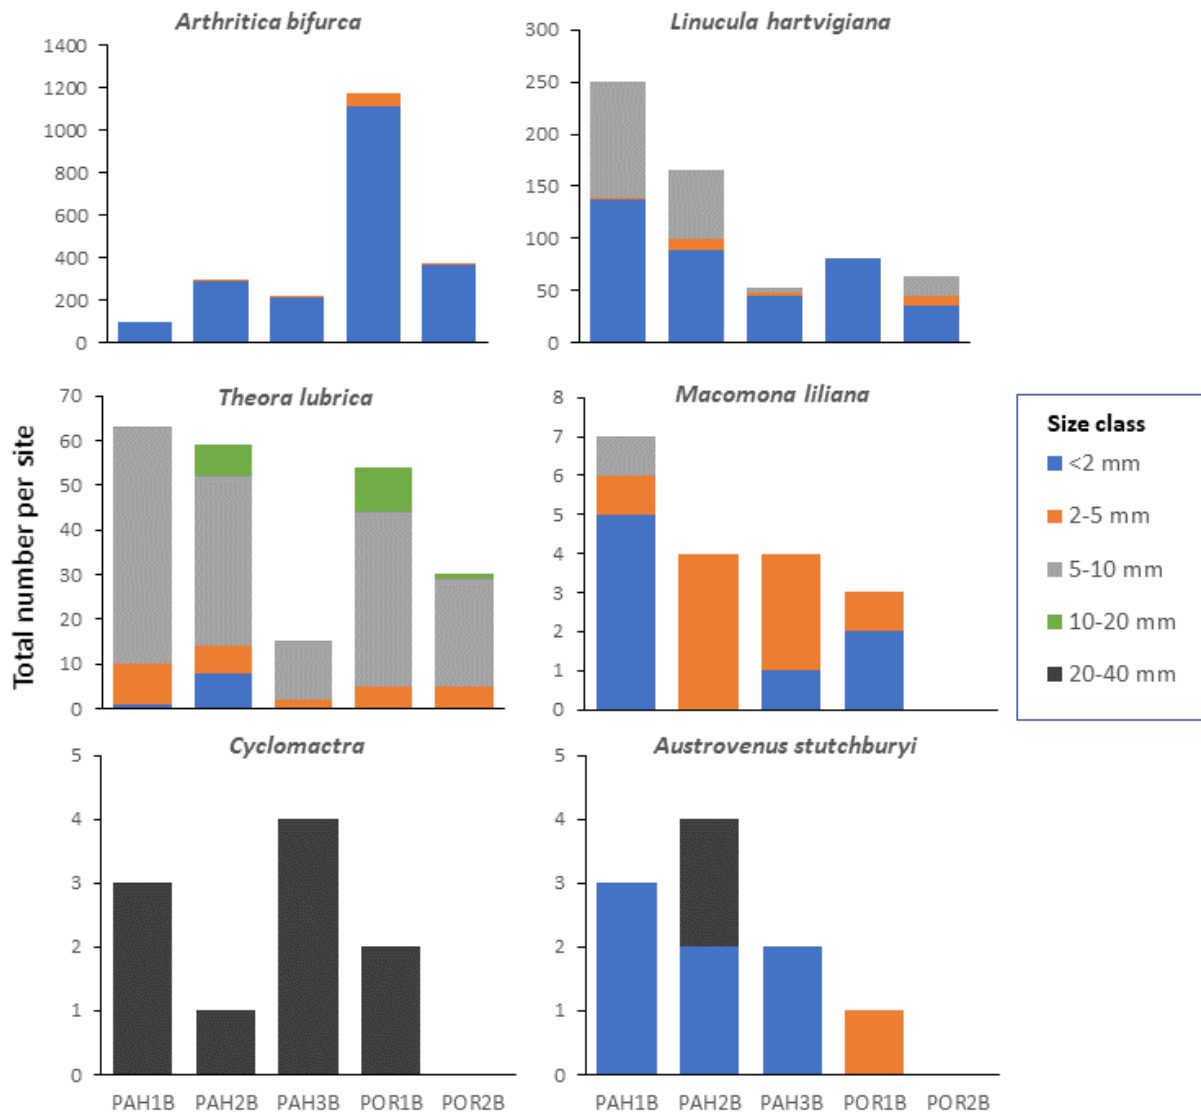 Arthritica bifurca
1400
1200
1000
800
600
400
200
0
Linucula hartvigiana
300
250
200
150
100
50
0
Total number per site
Theora lubrica
70
60
50
40
30
20
10
0
Macomona liliana
8
7
6
5
4
3
2
1
0
Size class
<2 mm
2-5 mm
5-10 mm
10-20 mm
20-40 mm
Cyclomactra
5
4
3
2
1
0
PAH1B PAH2B PAH3B POR1B POR2B
Austrovenus stutchburyi
5
4
3
2
1
0
PAH1B PAH2B PAH3B POR1B POR2B